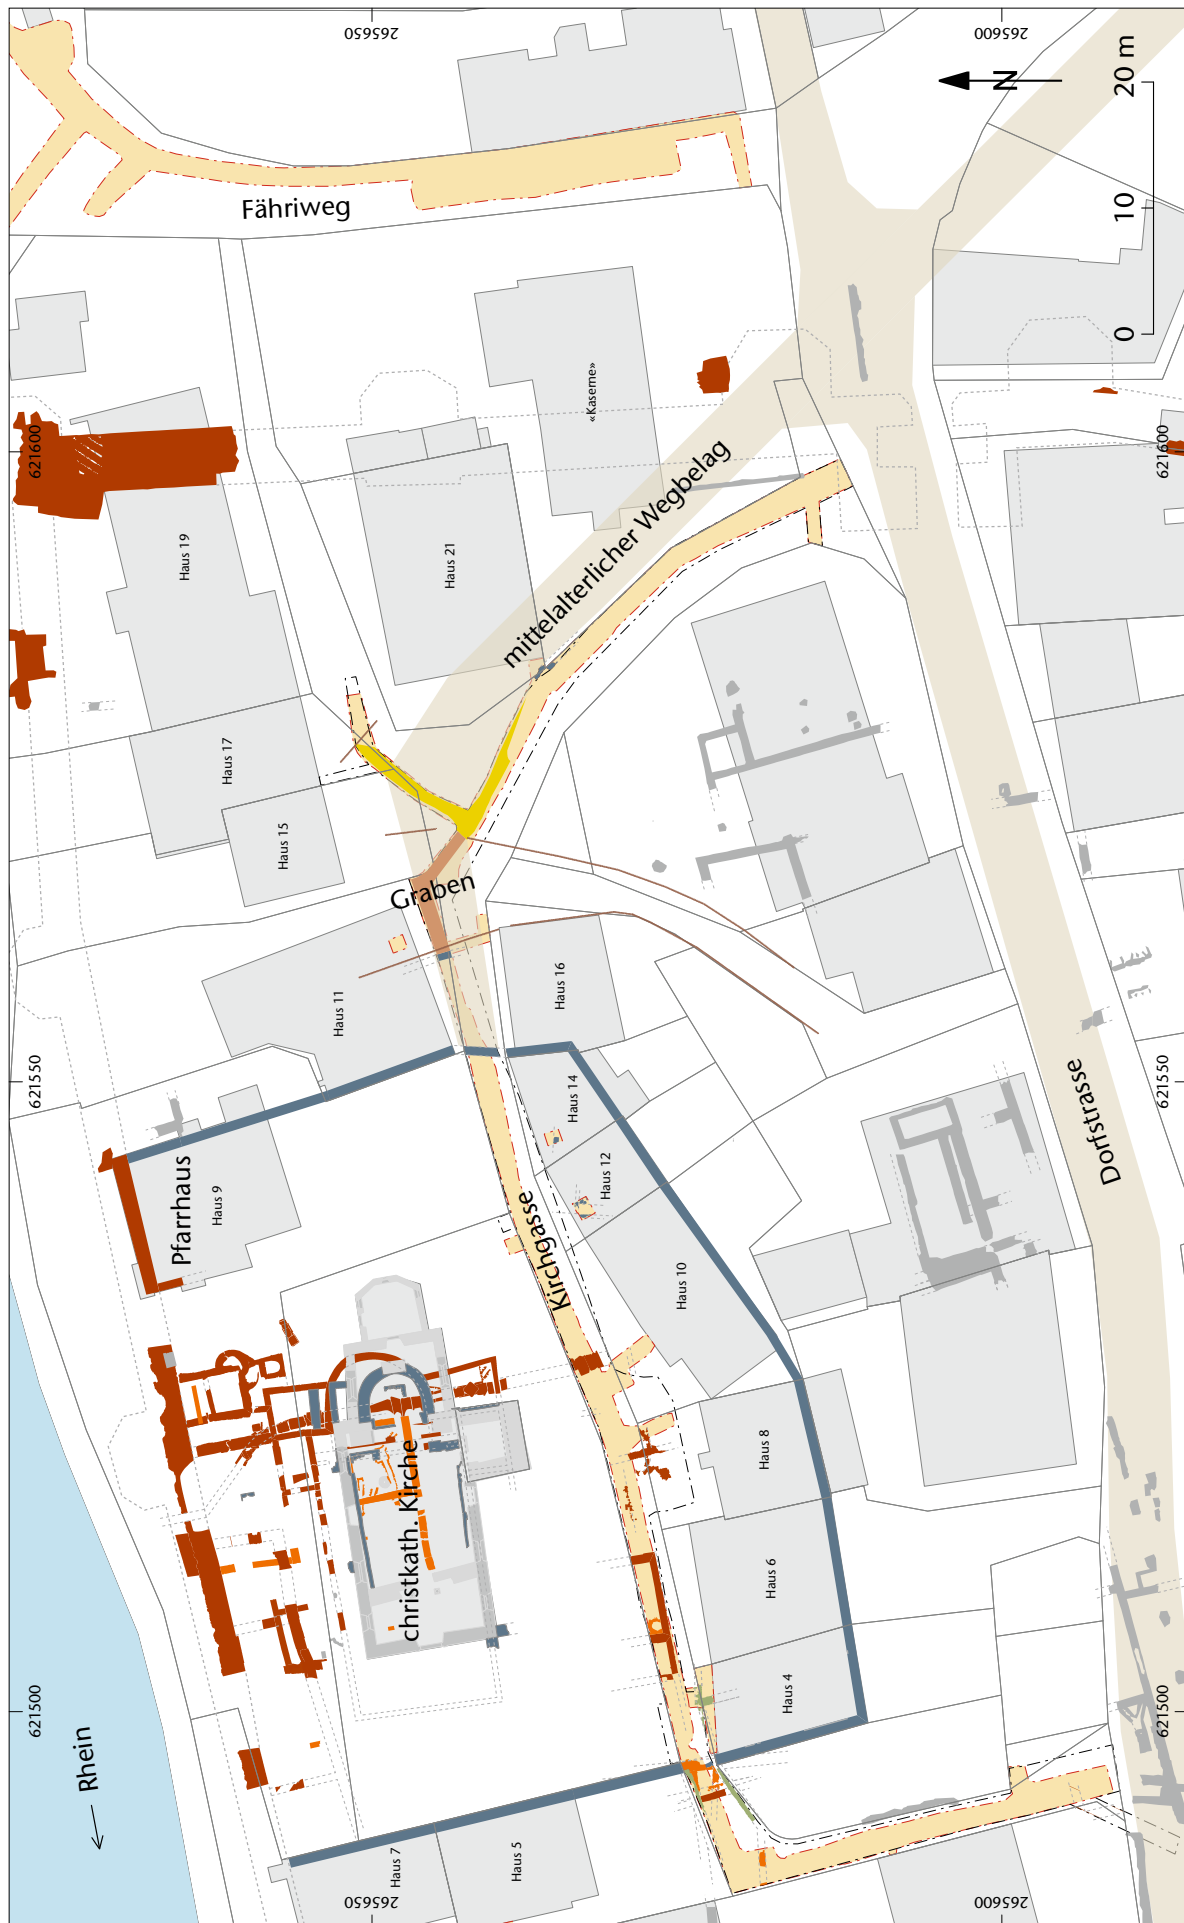 265650
265600
N
20 m
10
0
Fähriweg
«Kaserne»
621600
621600
Haus 19
Haus 21
mittelalterlicher Wegbelag
Haus 17
Haus 15
Graben
Haus 11
Haus 16
621550
621550
Haus 14
Dorfstrasse
Pfarrhaus
Haus 9
Haus 12
Kirchgasse
Haus 10
christkath. Kirche
Haus 8
Haus 6
Haus 4
621500
621500
Rhein
Haus 7
Haus 5
265650
265600